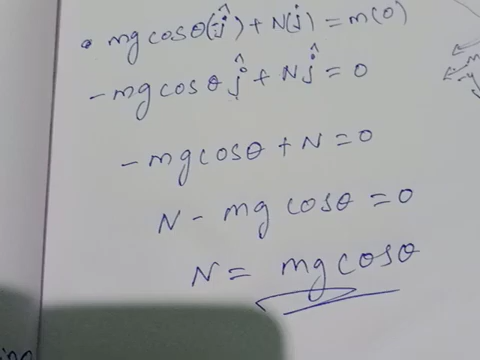 • mg cosθ(-ĵ) + N(ĵ) = m(0)
- mg cosθ ĵ + N ĵ = 0
- mg cosθ + N = 0
N - mg cosθ = 0
N = mg cosθ